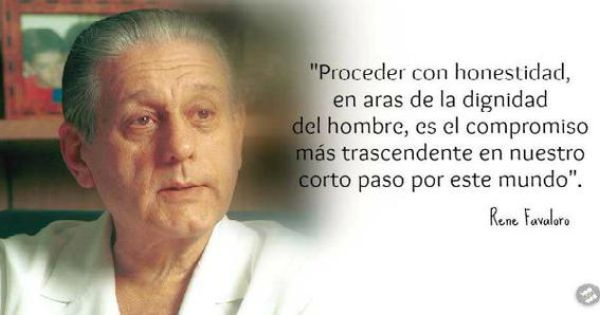 "Proceder con honestidad,
en aras de la dignidad
del hombre, es el compromiso
más trascendente en nuestro
corto paso por este mundo".
Rene Favaloro